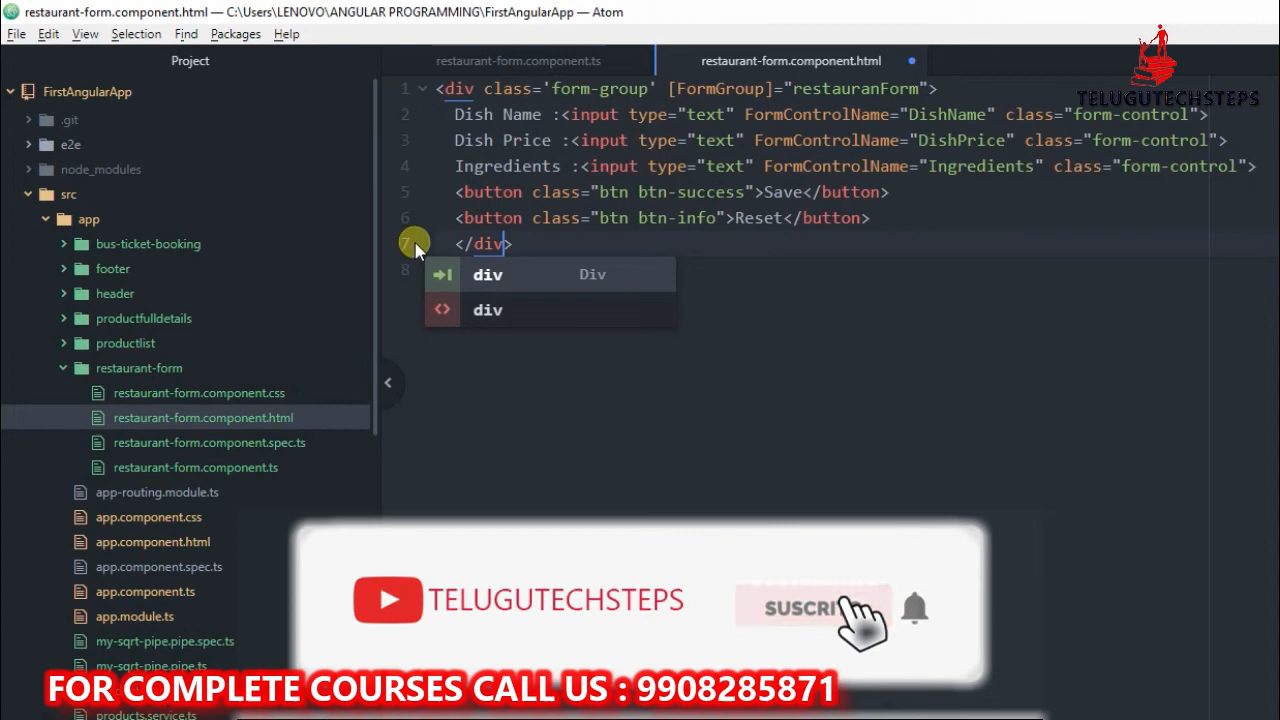 restaurant-form.component.html — C:\Users\LENOVO\ANGULAR PROGRAMMING\FirstAngularApp — Atom
File Edit View Selection Find Packages Help
Project
restaurant-form.component.ts
restaurant-form.component.html
TELUGUTECHSTEPS
FirstAngularApp
.git
e2e
node_modules
src
app
bus-ticket-booking
footer
header
productfulldetails
productlist
restaurant-form
restaurant-form.component.css
restaurant-form.component.html
restaurant-form.component.spec.ts
restaurant-form.component.ts
app-routing.module.ts
app.component.css
app.component.html
app.component.spec.ts
app.component.ts
app.module.ts
my-sqrt-pipe.pipe.spec.ts
my-sqrt-pipe.pipe.ts
products.service.ts
1 <div class='form-group' [FormGroup]="restauranForm">
2 Dish Name :<input type="text" FormControlName="DishName" class="form-control">
3 Dish Price :<input type="text" FormControlName="DishPrice" class="form-control">
4 Ingredients :<input type="text" FormControlName="Ingredients" class="form-control">
5 <button class="btn btn-success">Save</button>
6 <button class="btn btn-info">Reset</button>
7 </div>
8
div Div
div
TELUGUTECHSTEPS
FOR COMPLETE COURSES CALL US : 9908285871